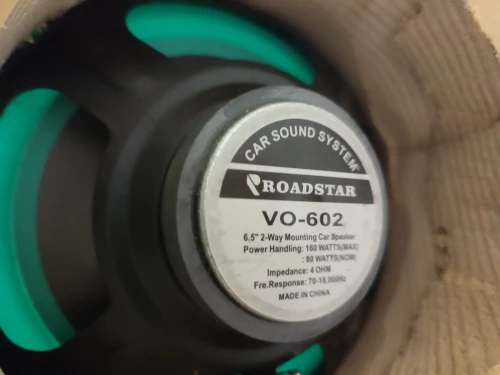 CAR SOUND SYSTEM
ROADSTAR
VO-602
6.5" 2-Way Mounting Car Speaker
Power Handling: 160 WATTS(MAX)
: 80 WATTS(NOM)
Impedance: 4 OHM
Fre.Response: 70-18,000Hz
MADE IN CHINA